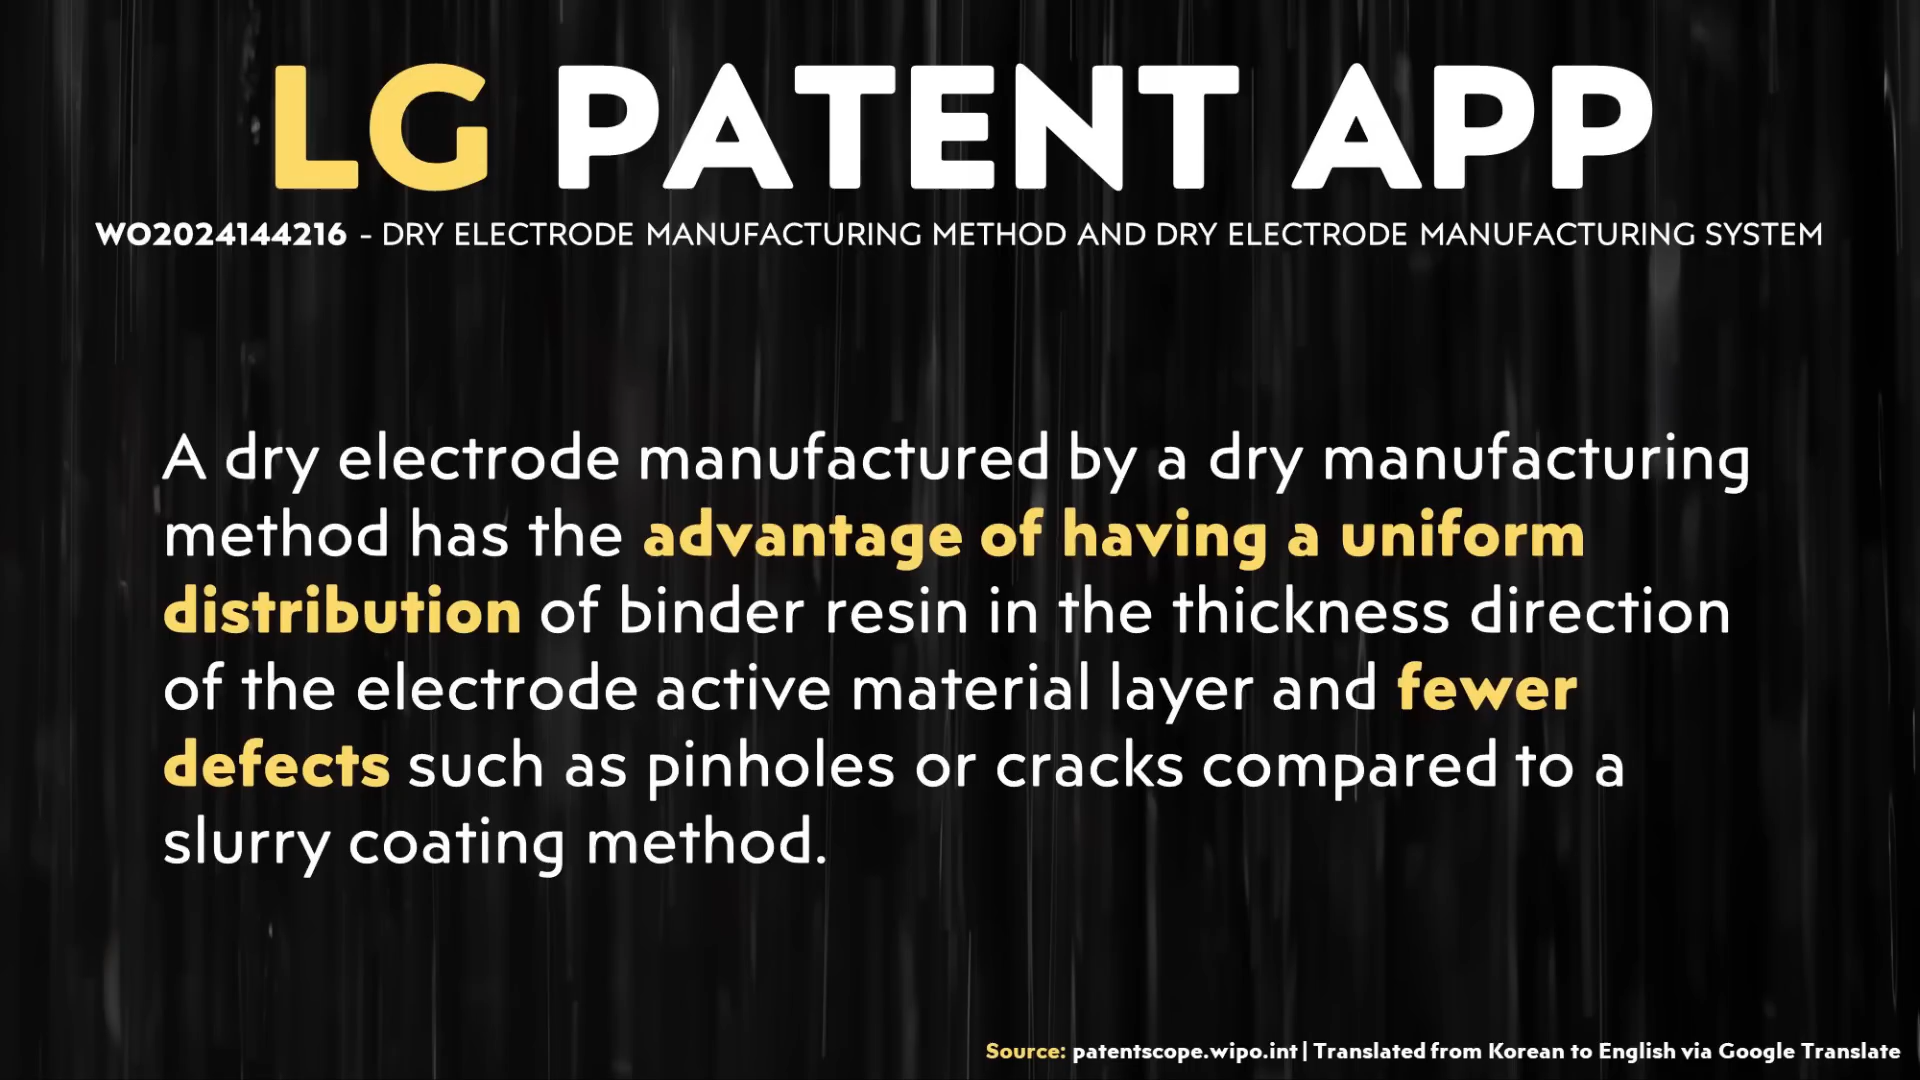 LG PATENT APP
WO2024144216 - DRY ELECTRODE MANUFACTURING METHOD AND DRY ELECTRODE MANUFACTURING SYSTEM
A dry electrode manufactured by a dry manufacturing
method has the advantage of having a uniform
distribution of binder resin in the thickness direction
of the electrode active material layer and fewer
defects such as pinholes or cracks compared to a
slurry coating method.
Source: patentscope.wipo.int | Translated from Korean to English via Google Translate